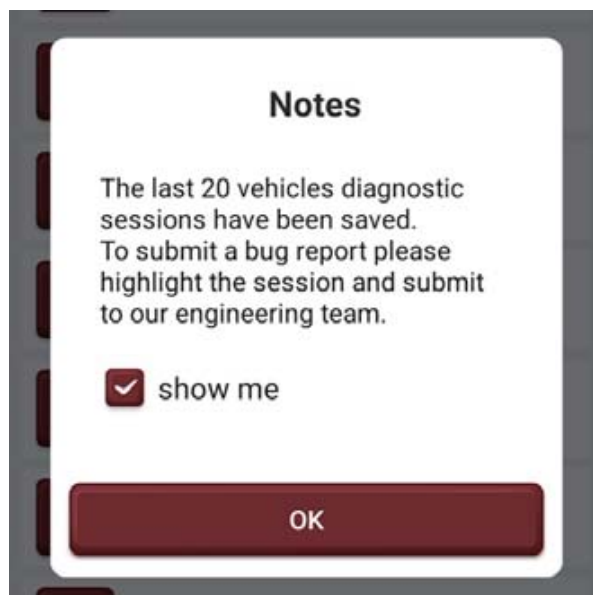 Notes
The last 20 vehicles diagnostic
sessions have been saved.
To submit a bug report please
highlight the session and submit
to our engineering team.
show me
OK